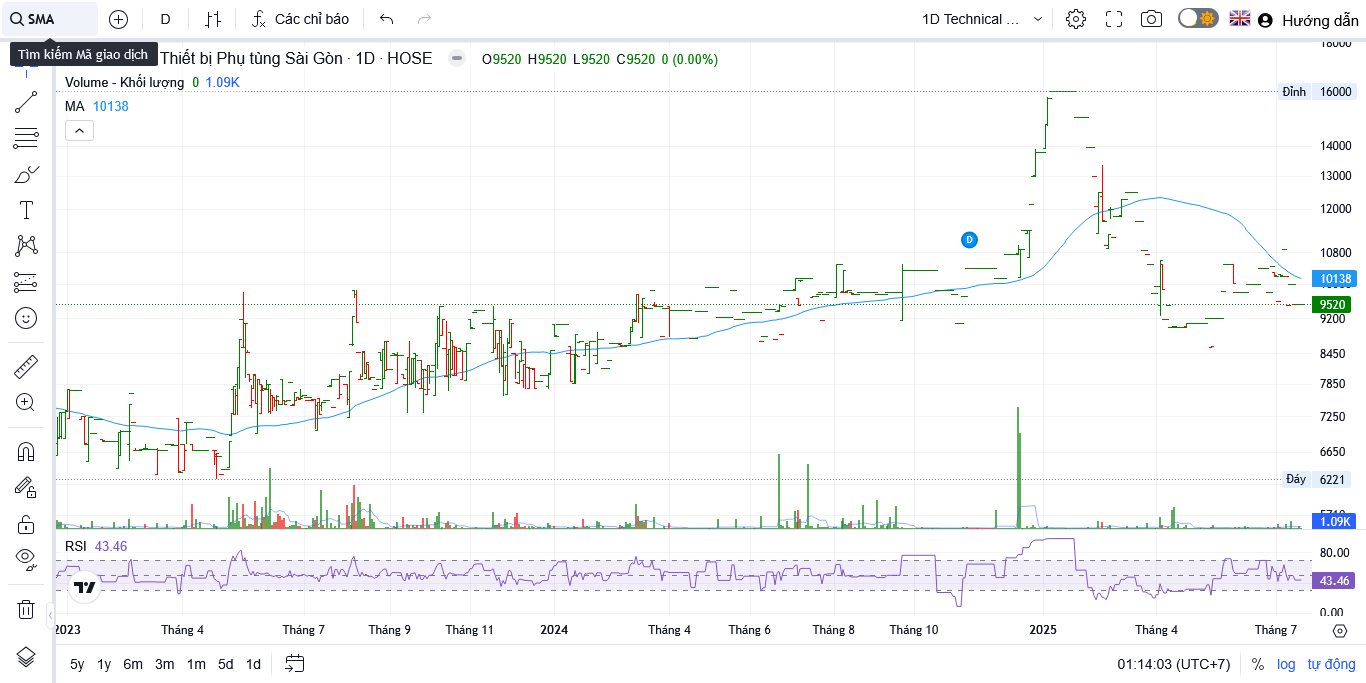 SMA
D
Các chỉ báo
1D Technical ...
Hướng dẫn
Tìm kiếm Mã giao dịch
Thiết bị Phụ tùng Sài Gòn · 1D · HOSE
O9520 H9520 L9520 C9520 0 (0.00%)
Volume - Khối lượng 0 1.09K
MA 10138
18000
Đỉnh 16000
14000
13000
12000
D
10800
10138
9520
9200
8450
7850
7250
6650
Đáy 6221
1.09K
RSI 43.46
80.00
43.46
0.00
2023 Tháng 4 Tháng 7 Tháng 9 Tháng 11 2024 Tháng 4 Tháng 6 Tháng 8 Tháng 10 2025 Tháng 4 Tháng 7
5y 1y 6m 3m 1m 5d 1d
01:14:03 (UTC+7) % log tự động